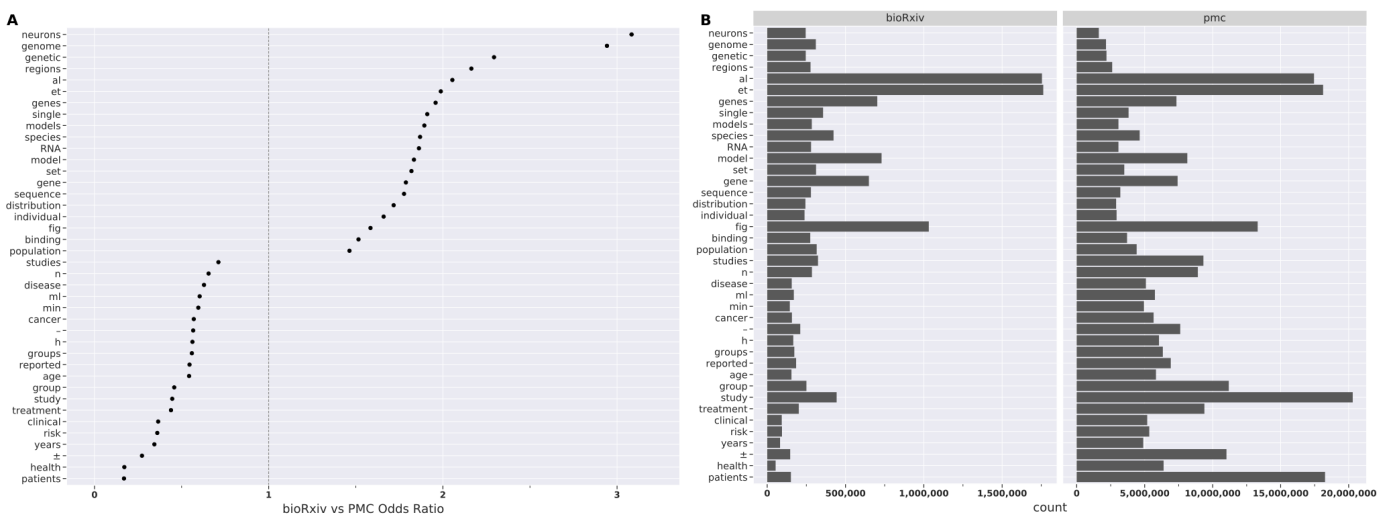 A
neurons
genome
genetic
regions
al
et
genes
single
models
species
RNA
model
set
gene
sequence
distribution
individual
fig
binding
population
studies
n
disease
ml
min
cancer
–
h
groups
reported
age
group
study
treatment
clinical
risk
years
±
health
patients
0 1 2 3
bioRxiv vs PMC Odds Ratio
B
bioRxiv pmc
neurons
genome
genetic
regions
al
et
genes
single
models
species
RNA
model
set
gene
sequence
distribution
individual
fig
binding
population
studies
n
disease
ml
min
cancer
–
h
groups
reported
age
group
study
treatment
clinical
risk
years
±
health
patients
0 500,000 1,000,000 1,500,000 0 5,000,000 10,000,000 15,000,000 20,000,000
count